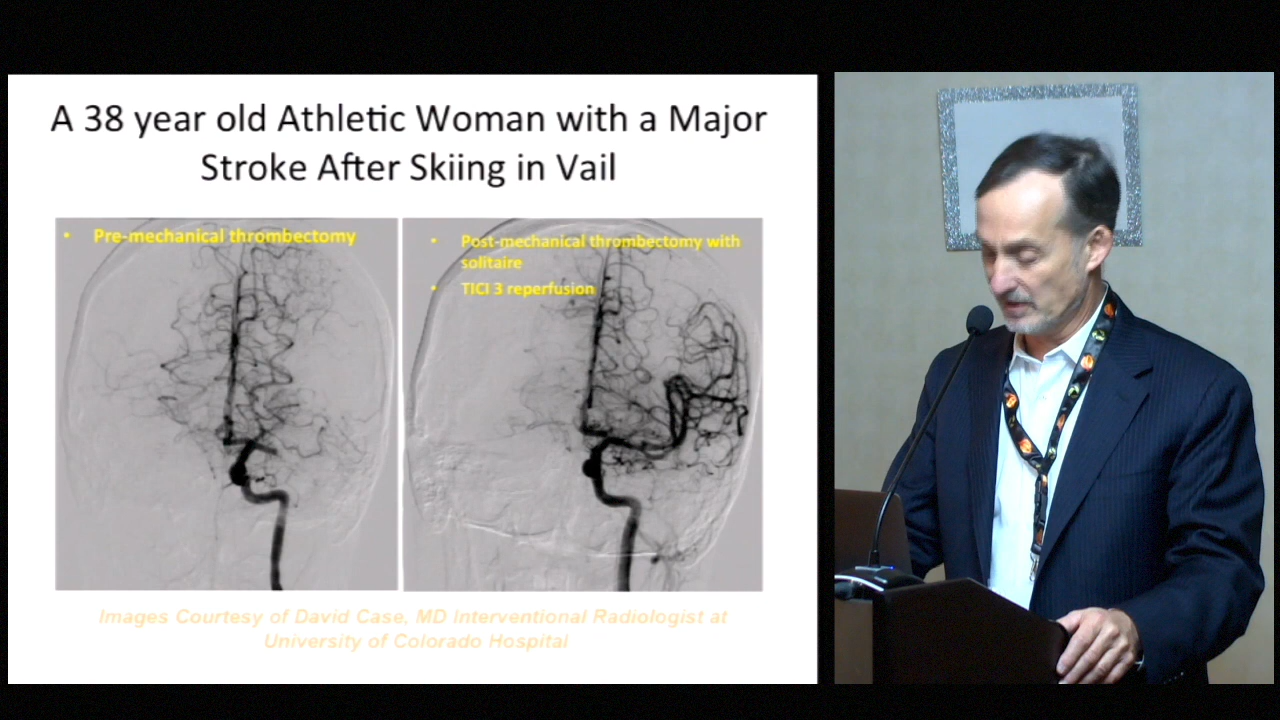 A 38 year old Athletic Woman with a Major
Stroke After Skiing in Vail
• Pre-mechanical thrombectomy
• Post-mechanical thrombectomy with
solitaire
• TICI 3 reperfusion
Images Courtesy of David Case, MD Interventional Radiologist at
University of Colorado Hospital